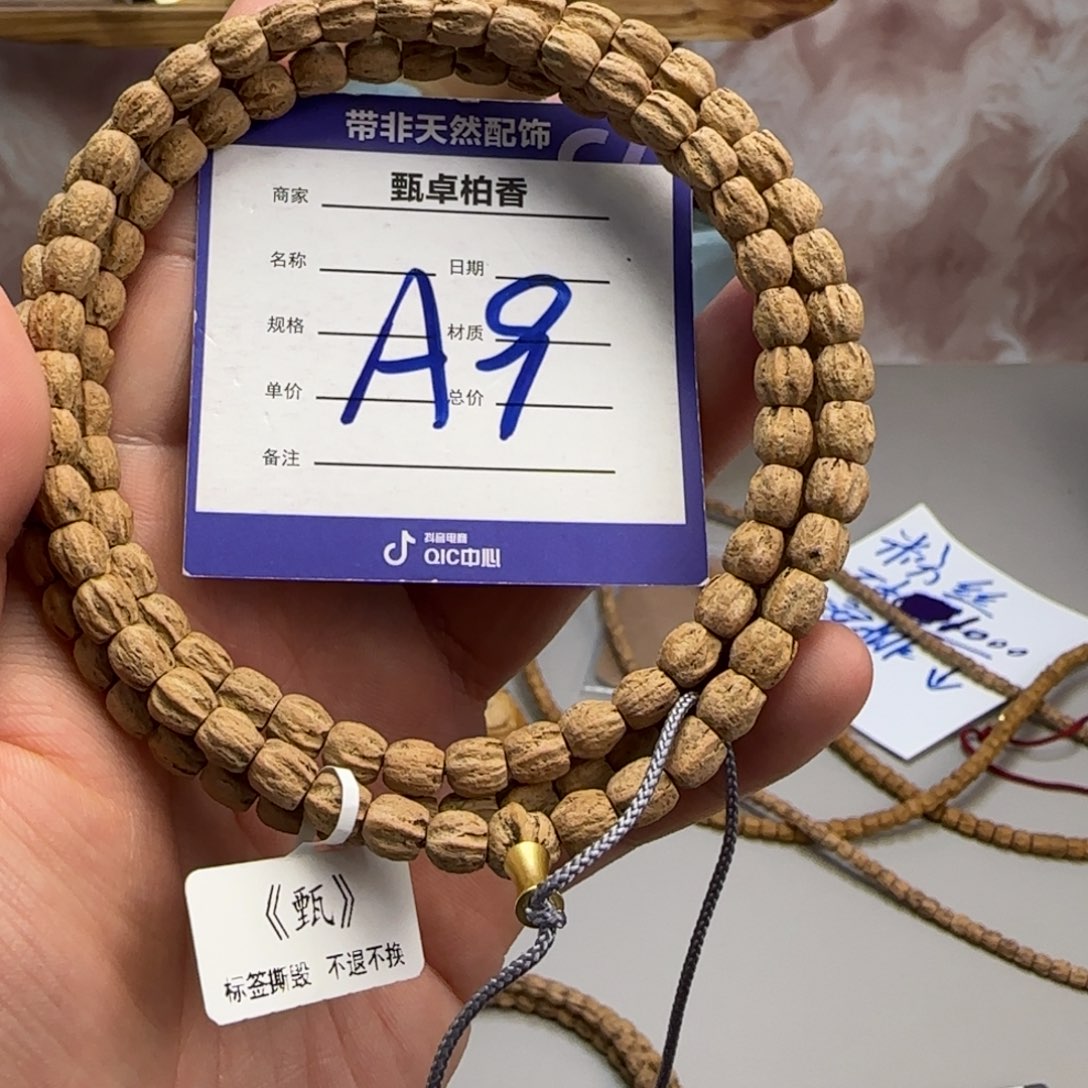 带非天然配饰
商家 甄卓柏香
名称 日期
规格 材质
单价 总价
备注
A9
抖音电商
QIC中心
《甄》
标签撕毁 不退不换